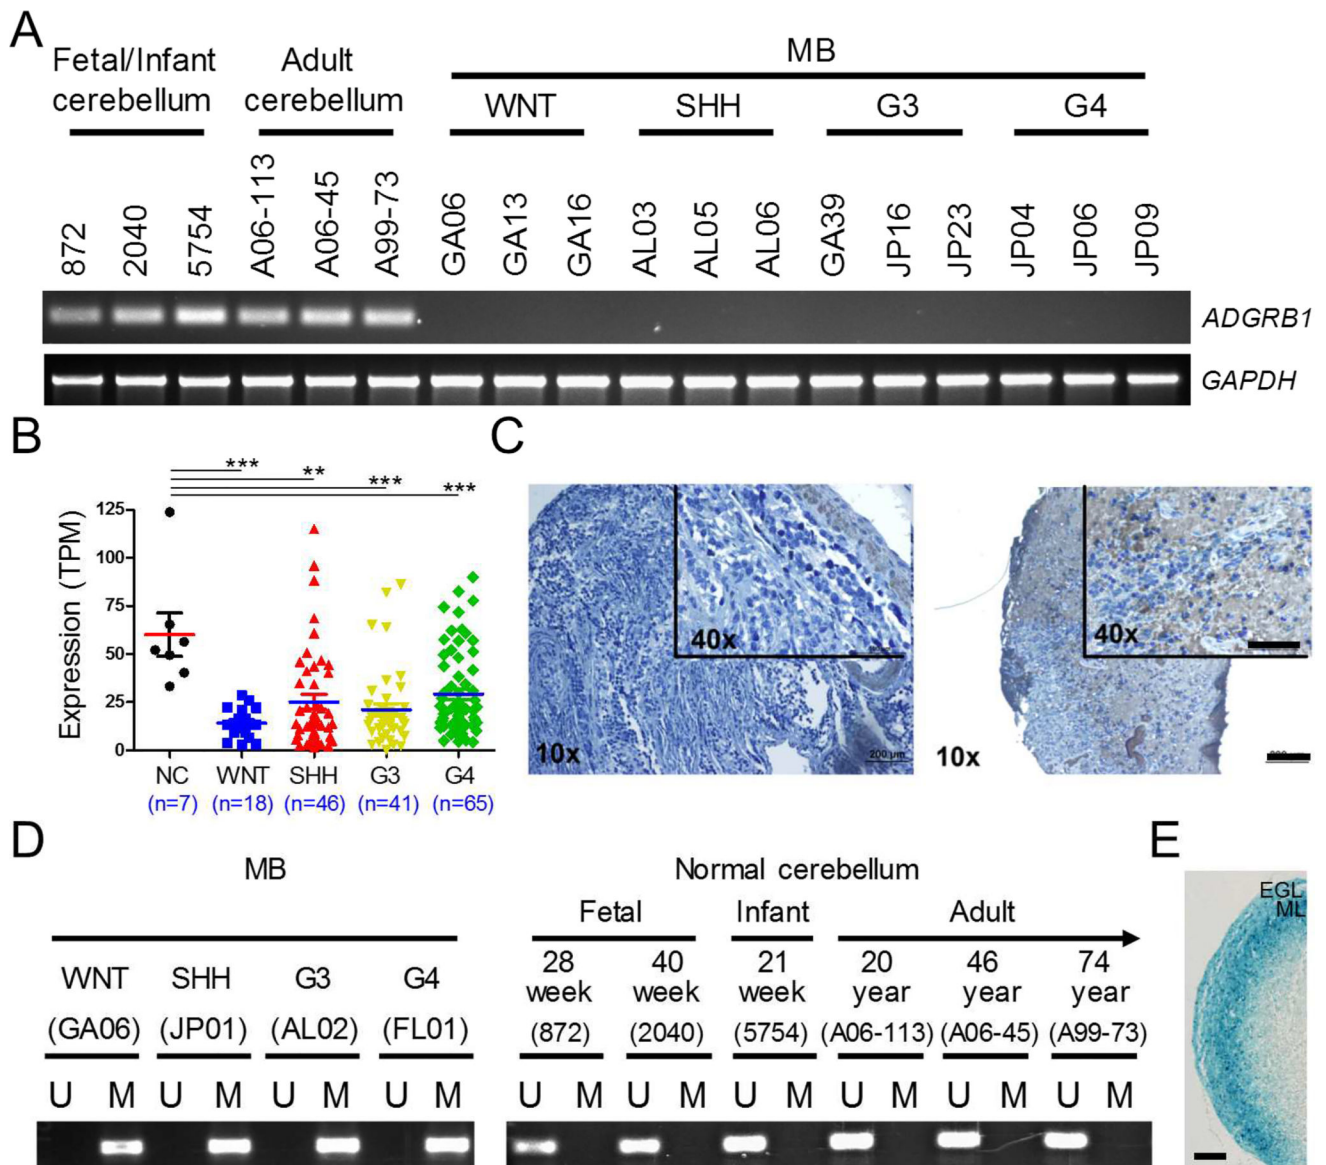 A
Fetal/Infant cerebellum
Adult cerebellum
MB
WNT SHH G3 G4
872 2040 5754 A06-113 A06-45 A99-73 GA06 GA13 GA16 AL03 AL05 AL06 GA39 JP16 JP23 JP04 JP06 JP09
ADGRB1
GAPDH
B
*** ** *** ***
Expression (TPM)
125
100
75
50
25
0
NC WNT SHH G3 G4
(n=7) (n=18) (n=46) (n=41) (n=65)
C
40x
10x
200 µm
40x
10x
D
MB
WNT SHH G3 G4
(GA06) (JP01) (AL02) (FL01)
U M U M U M U M
Normal cerebellum
Fetal Infant Adult
28 week 40 week 21 week 20 year 46 year 74 year
(872) (2040) (5754) (A06-113) (A06-45) (A99-73)
U M U M U M U M U M U M
E
EGL
ML